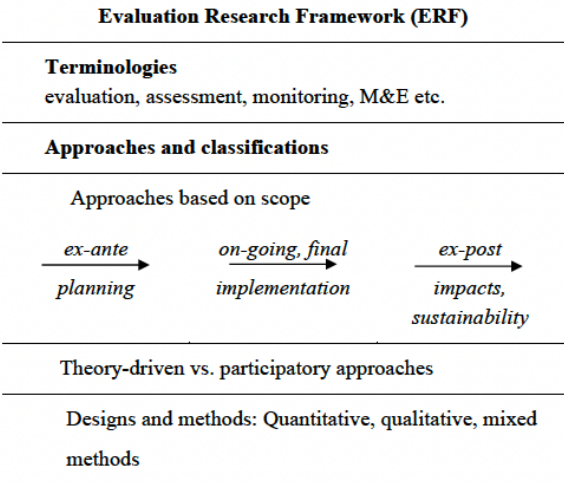 Evaluation Research Framework (ERF)
Terminologies
evaluation, assessment, monitoring, M&E etc.
Approaches and classifications
Approaches based on scope
ex-ante
planning
on-going, final
implementation
ex-post
impacts,
sustainability
Theory-driven vs. participatory approaches
Designs and methods: Quantitative, qualitative, mixed
methods